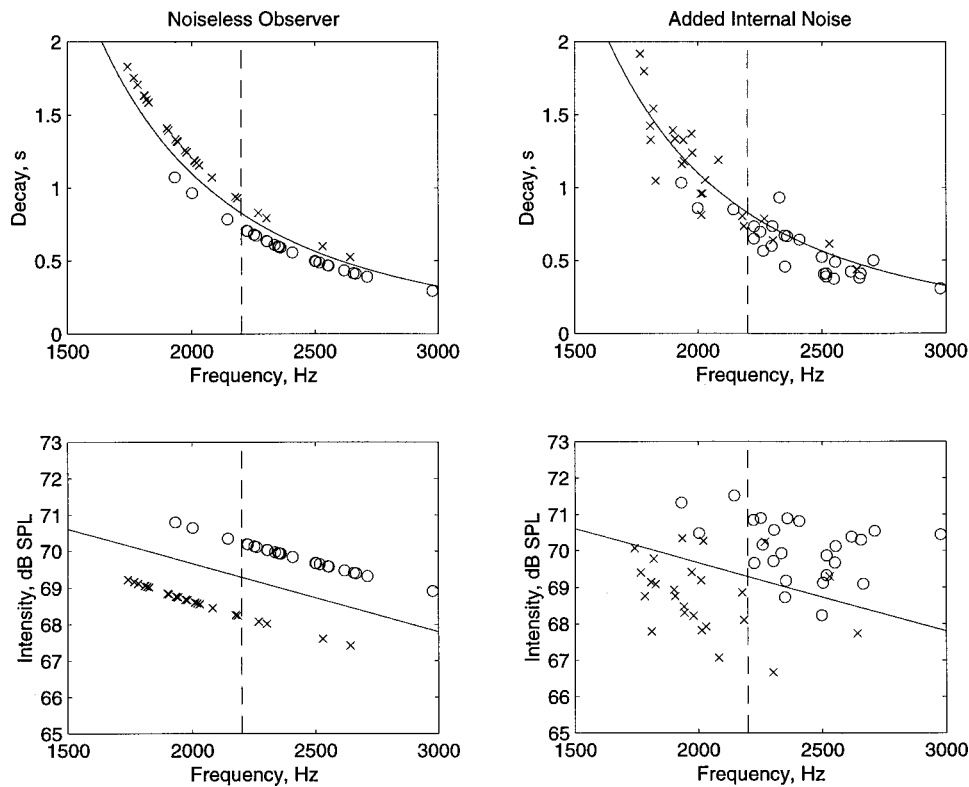 Noiseless Observer
Decay, s
2
1.5
1
0.5
0
1500 2000 2500 3000
Frequency, Hz
Added Internal Noise
Decay, s
2
1.5
1
0.5
0
1500 2000 2500 3000
Frequency, Hz
Intensity, dB SPL
73
72
71
70
69
68
67
66
65
1500 2000 2500 3000
Frequency, Hz
Intensity, dB SPL
73
72
71
70
69
68
67
66
65
1500 2000 2500 3000
Frequency, Hz